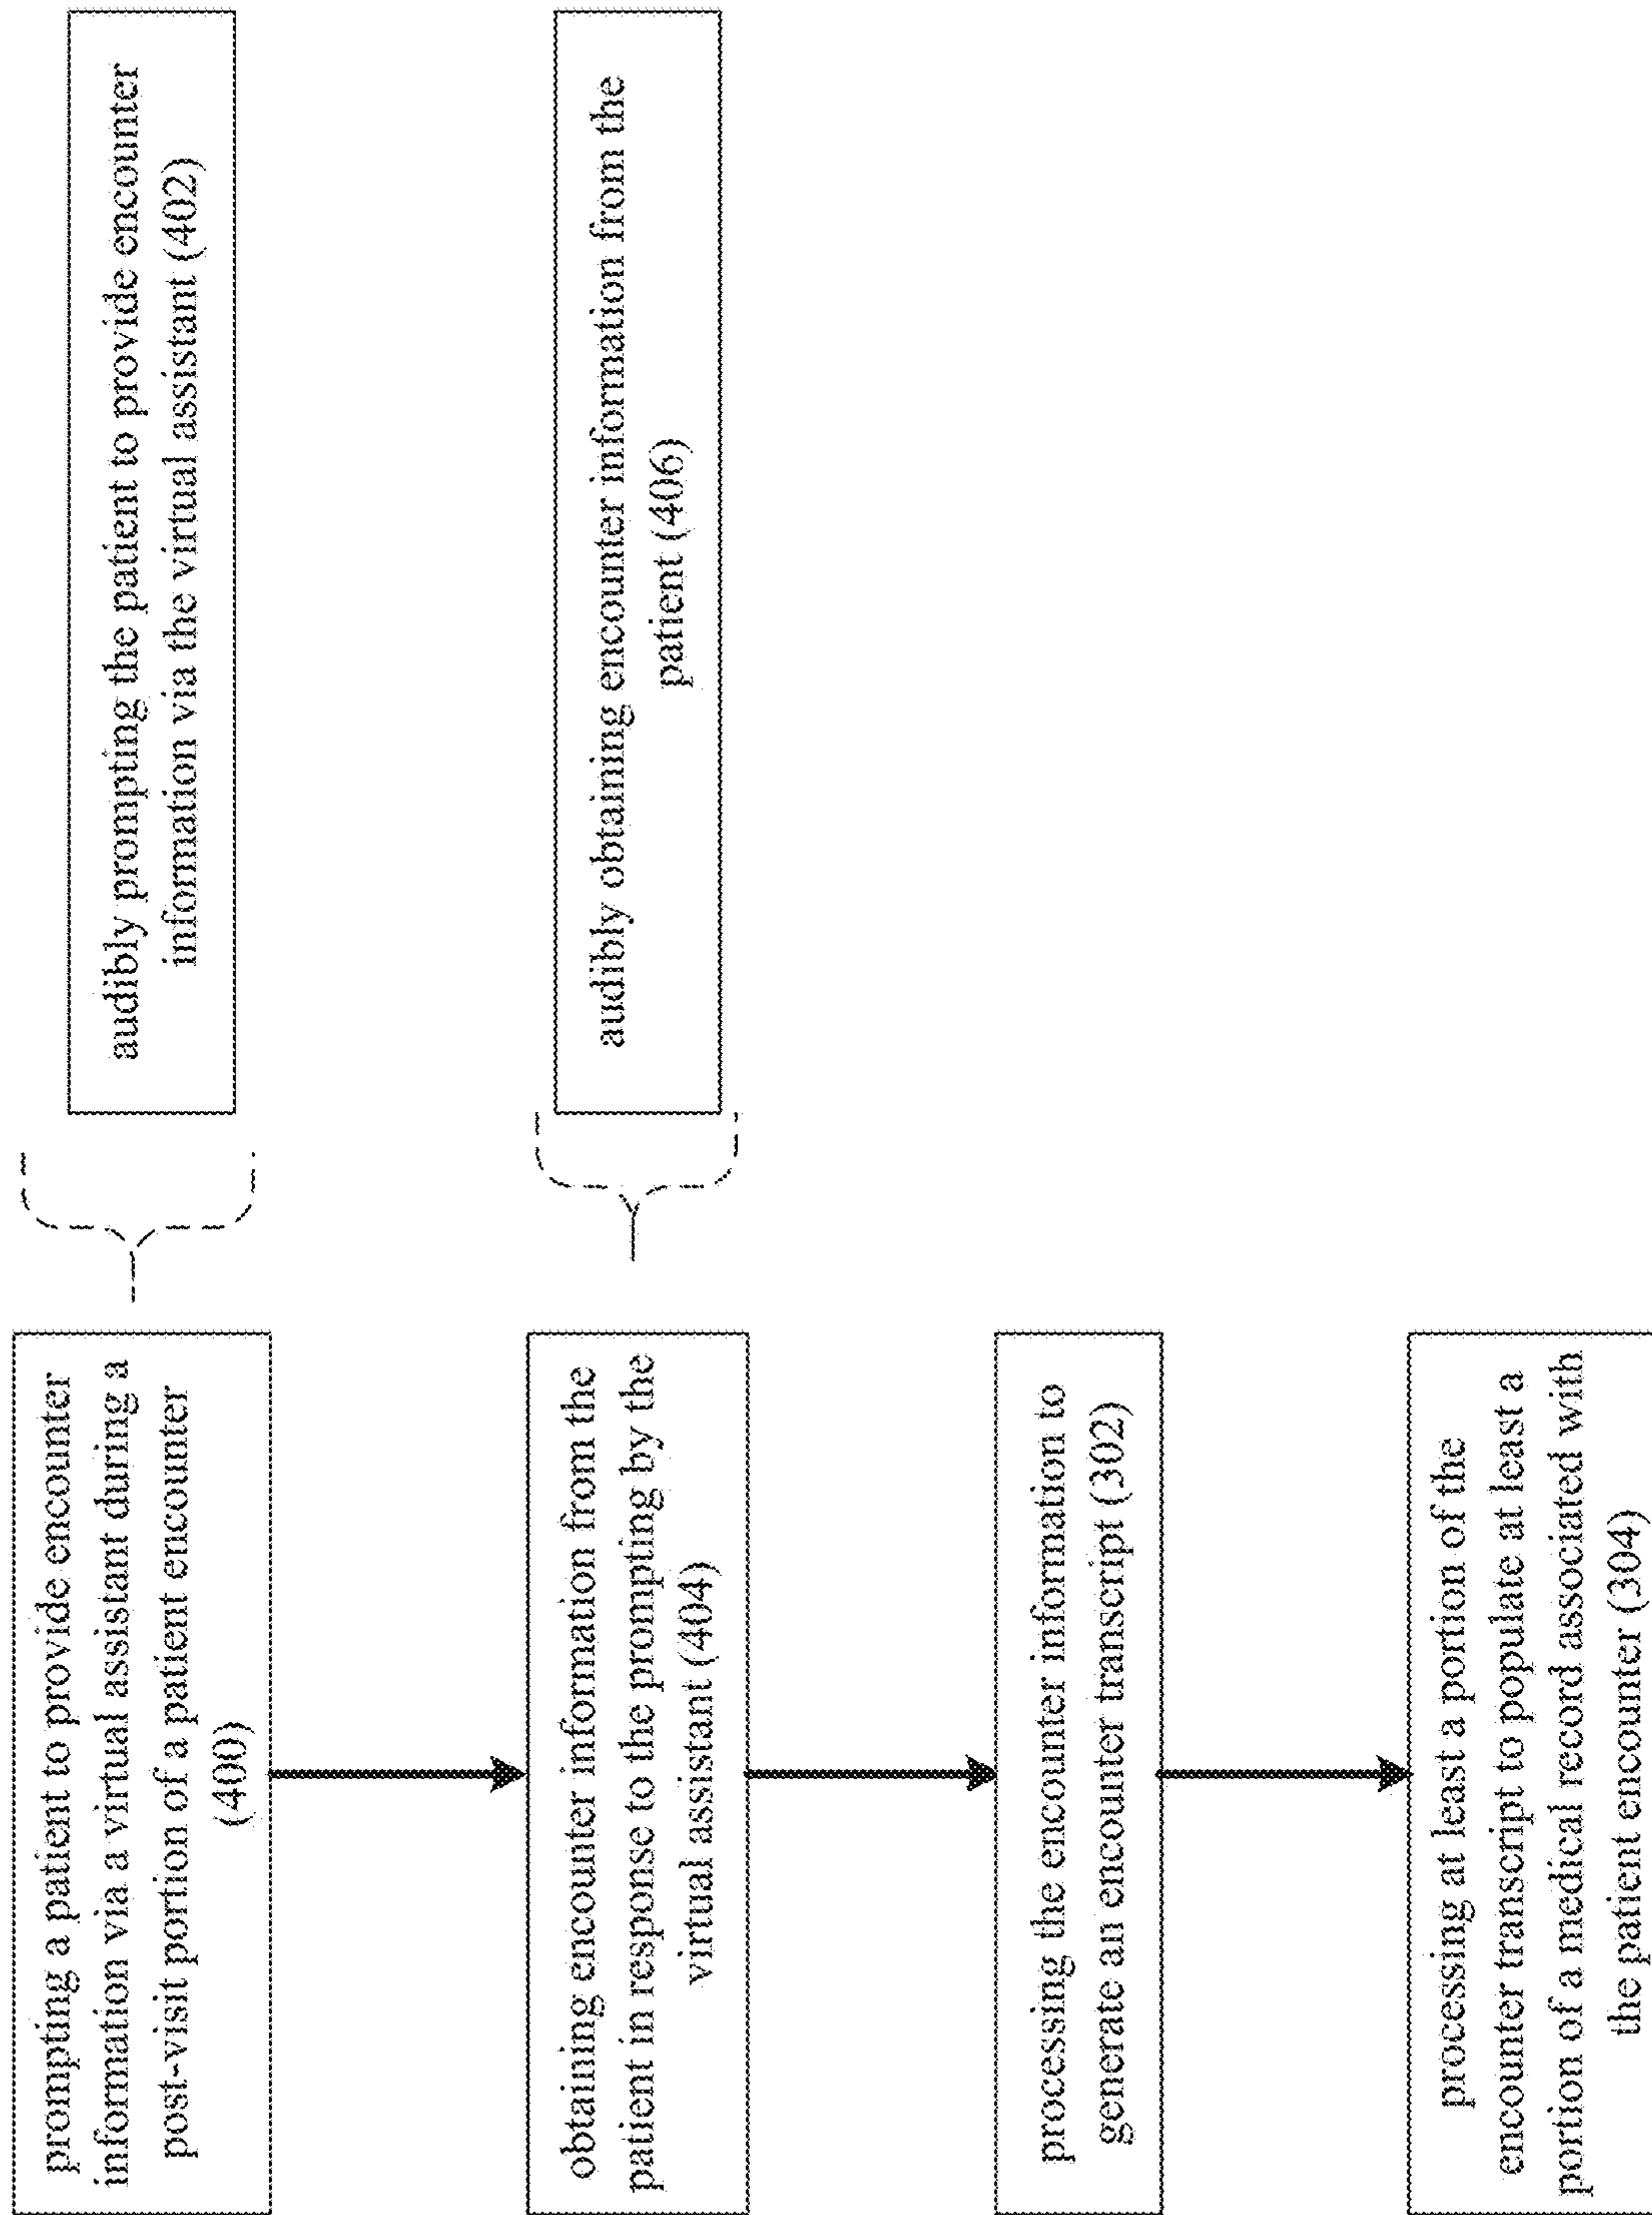 prompting a patient to provide encounter
information via a virtual assistant during a
post-visit portion of a patient encounter
(400)
audibly prompting the patient to provide encounter
information via the virtual assistant (402)
obtaining encounter information from the
patient in response to the prompting by the
virtual assistant (404)
audibly obtaining encounter information from the
patient (406)
processing the encounter information to
generate an encounter transcript (302)
processing at least a portion of the
encounter transcript to populate at least a
portion of a medical record associated with
the patient encounter (304)